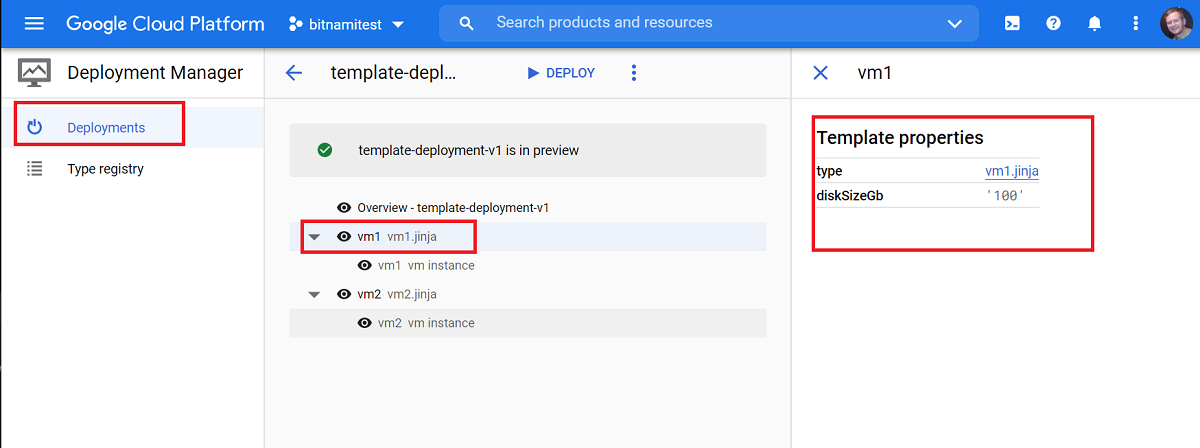 Google Cloud Platform
bitnamitest
Search products and resources
Deployment Manager
Deployments
Type registry
template-depl...
DEPLOY
template-deployment-v1 is in preview
Overview - template-deployment-v1
vm1 vm1.jinja
vm1 vm instance
vm2 vm2.jinja
vm2 vm instance
vm1
Template properties
type vm1.jinja
diskSizeGb '100'